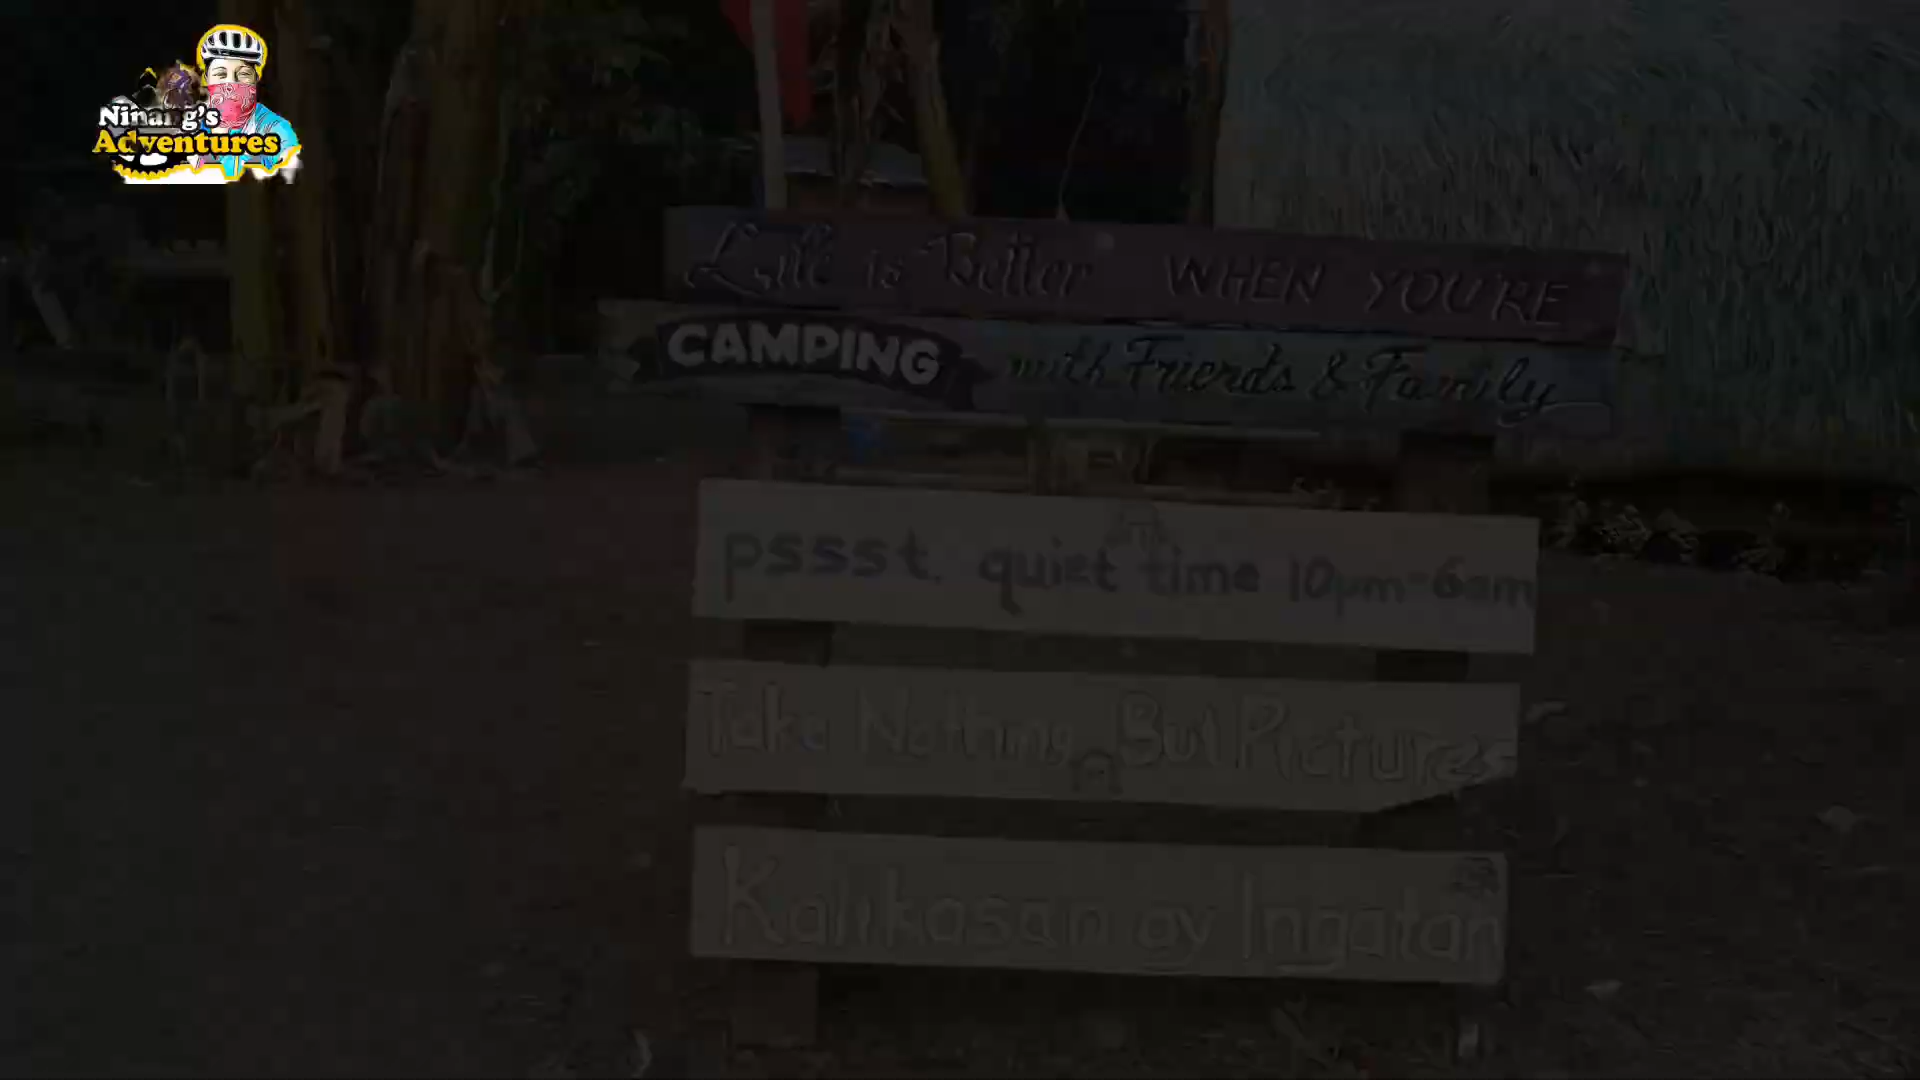 Ninang's
Adventures
Life is Better WHEN YOU'RE
CAMPING with Friends & Family
pssst. quiet time 10pm-6am
Take Nothing But Pictures
Kalikasan ay Ingatan